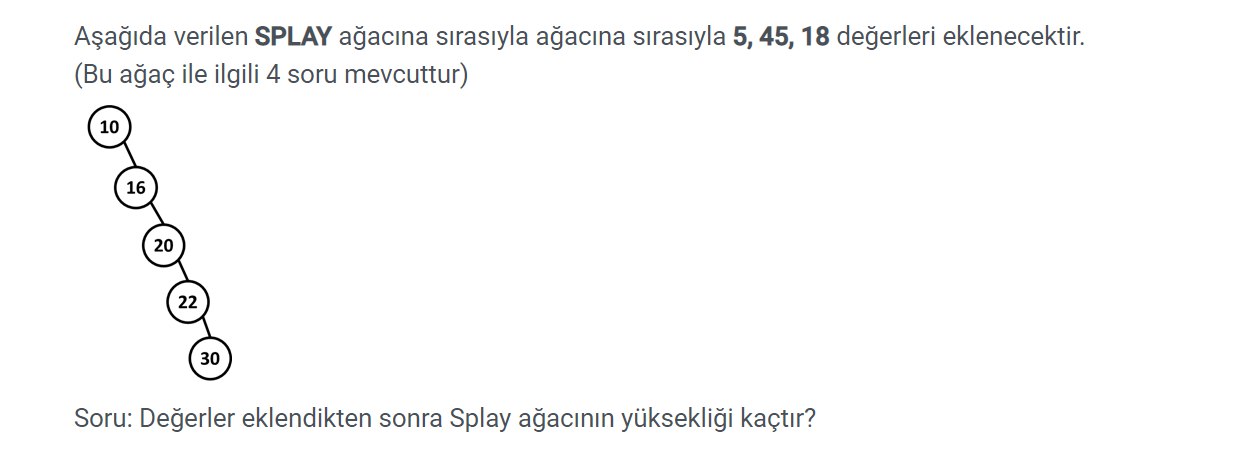 Aşağıda verilen SPLAY ağacına sırasıyla ağacına sırasıyla 5, 45, 18 değerleri eklenecektir.
(Bu ağaç ile ilgili 4 soru mevcuttur)
10
16
20
22
30
Soru: Değerler eklendikten sonra Splay ağacının yüksekliği kaçtır?